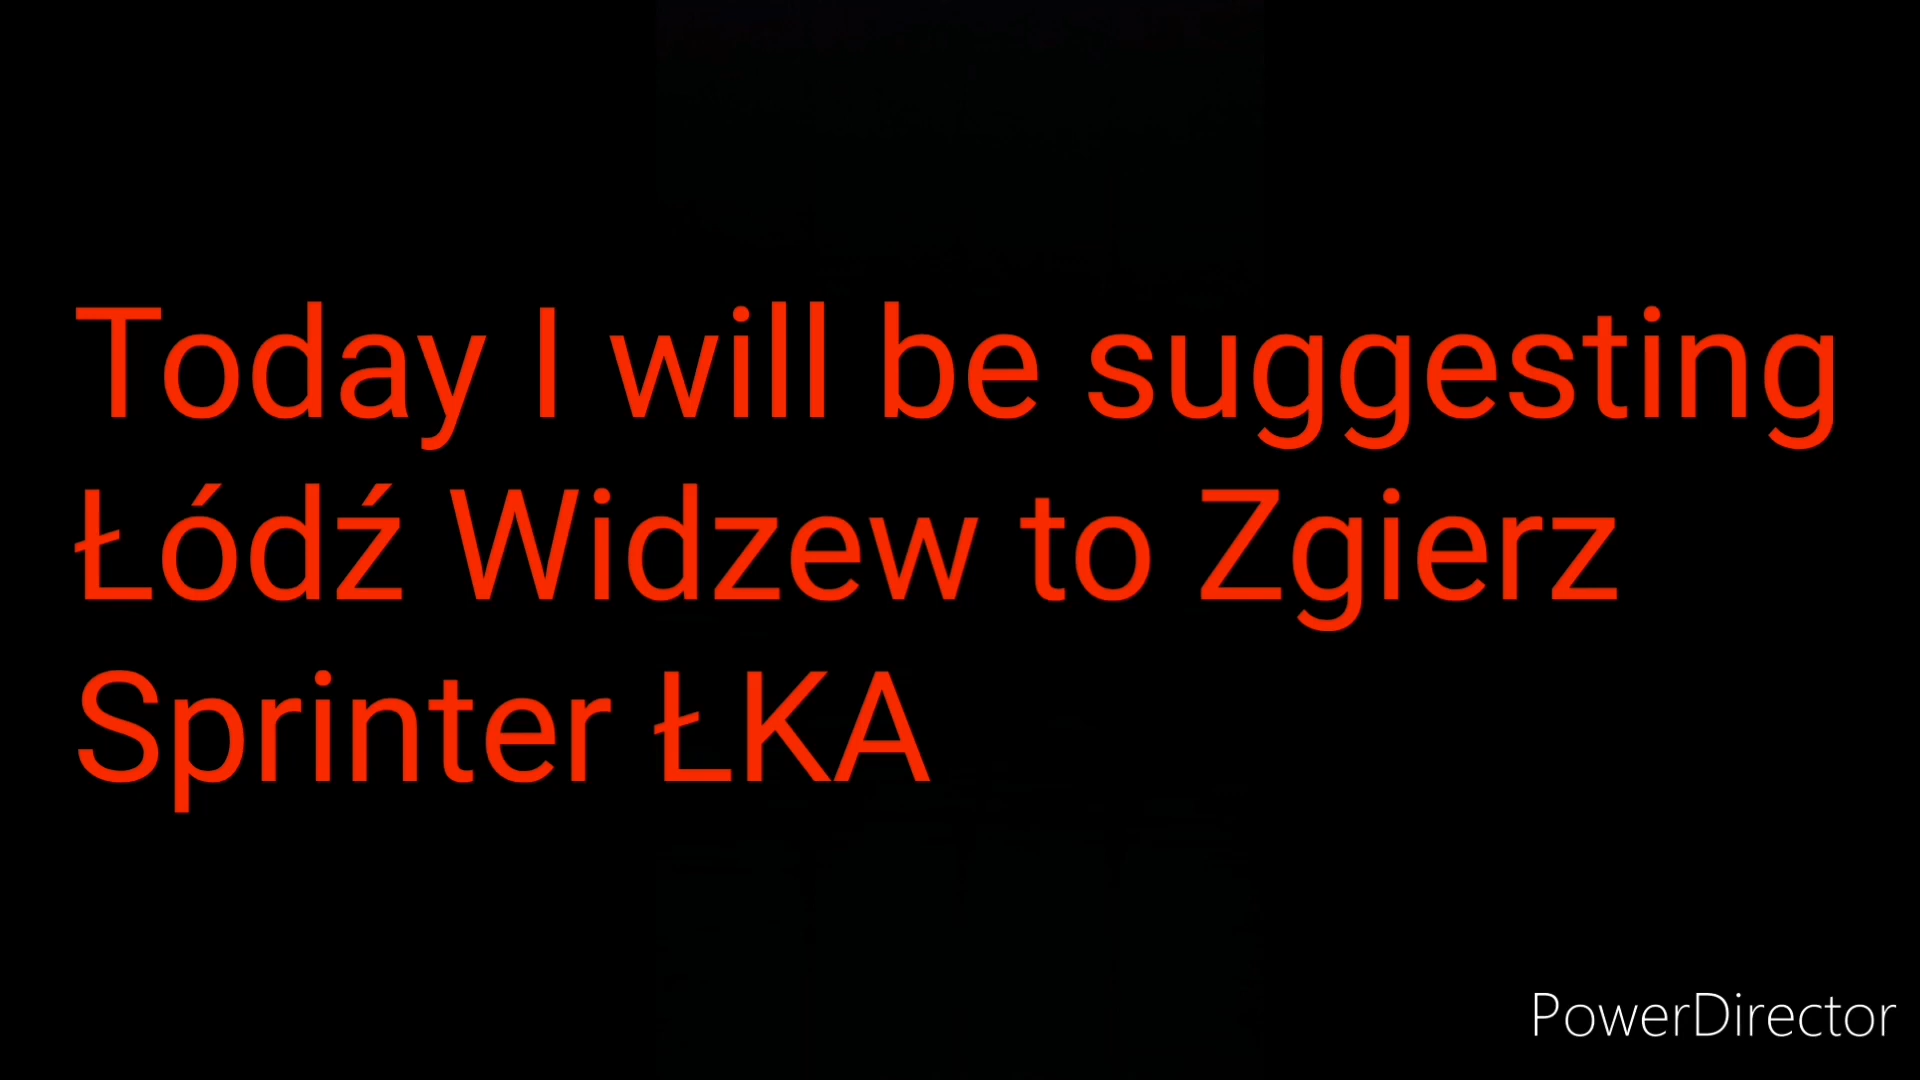 Today I will be suggesting
Łódź Widzew to Zgierz
Sprinter ŁKA
PowerDirector